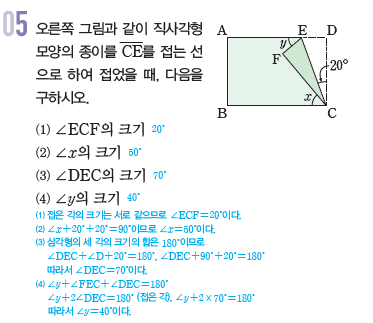 05 오른쪽 그림과 같이 직사각형
모양의 종이를 CE를 접는 선
으로 하여 접었을 때, 다음을
구하시오.
A E D
y
F
20°
x
B C
(1) ∠ECF의 크기 20°
(2) ∠x의 크기 50°
(3) ∠DEC의 크기 70°
(4) ∠y의 크기 40°
(1) 접은 각의 크기는 서로 같으므로 ∠ECF=20°이다.
(2) ∠x+20°+20°=90°이므로 ∠x=50°이다.
(3) 삼각형의 세 각의 크기의 합은 180°이므로
∠DEC+∠D+20°=180°, ∠DEC+90°+20°=180°
따라서 ∠DEC=70°이다.
(4) ∠y+∠FEC+∠DEC=180°
∠y+2∠DEC=180° (접은 각), ∠y+2×70°=180°
따라서 ∠y=40°이다.